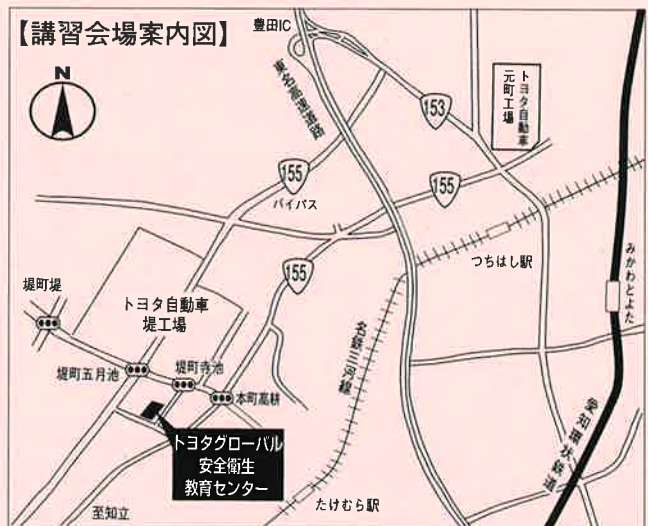 【講習会場案内図】
豊田IC
N
東名高速道路
153
トヨタ自動車
元町工場
155
バイパス
155
155
つちはし駅
みかわとよた
堤町堤
トヨタ自動車
堤工場
名鉄三河線
堤町五月池
堤町寺池
本町高耕
愛知環状鉄道
トヨタグローバル
安全衛生
教育センター
至知立
たけむら駅